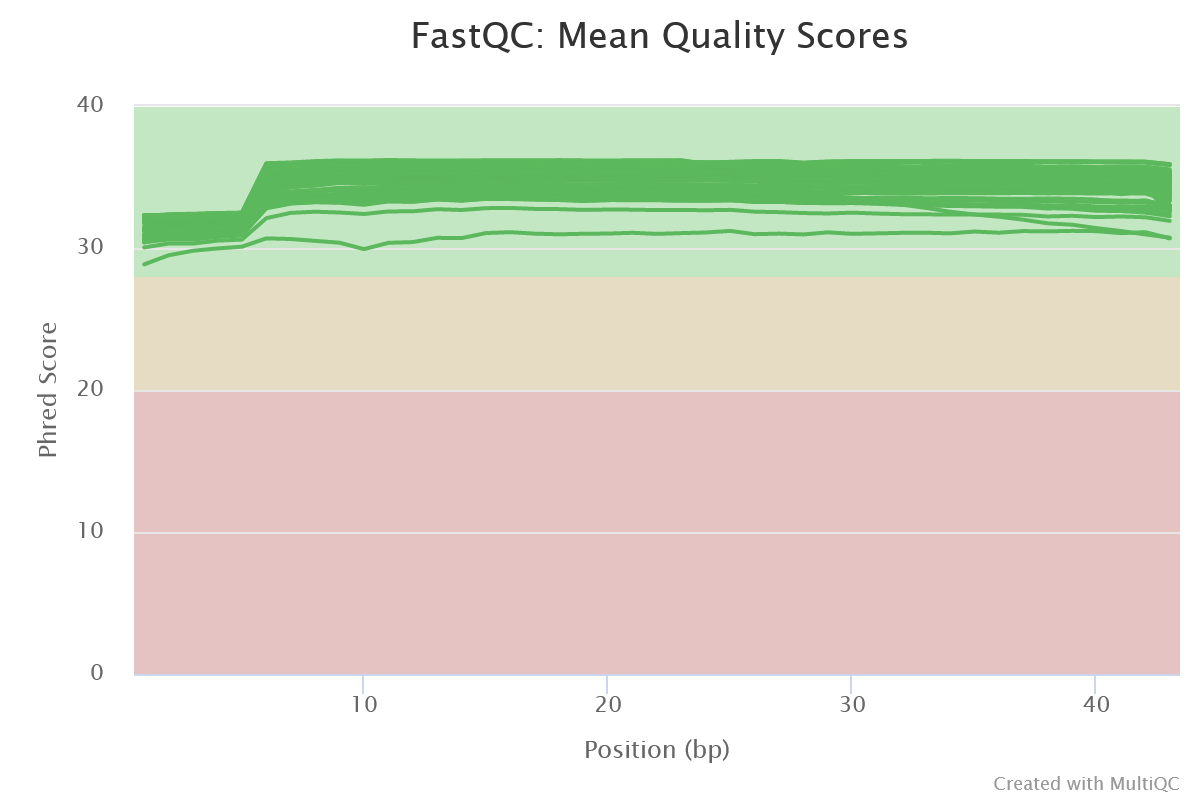 FastQC: Mean Quality Scores
40
30
20
10
0
Phred Score
10 20 30 40
Position (bp)
Created with MultiQC